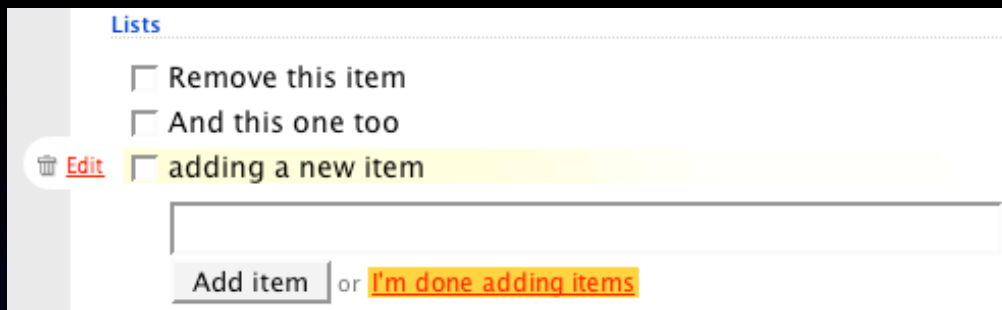 Lists
Remove this item
And this one too
Edit adding a new item
Add item or I'm done adding items